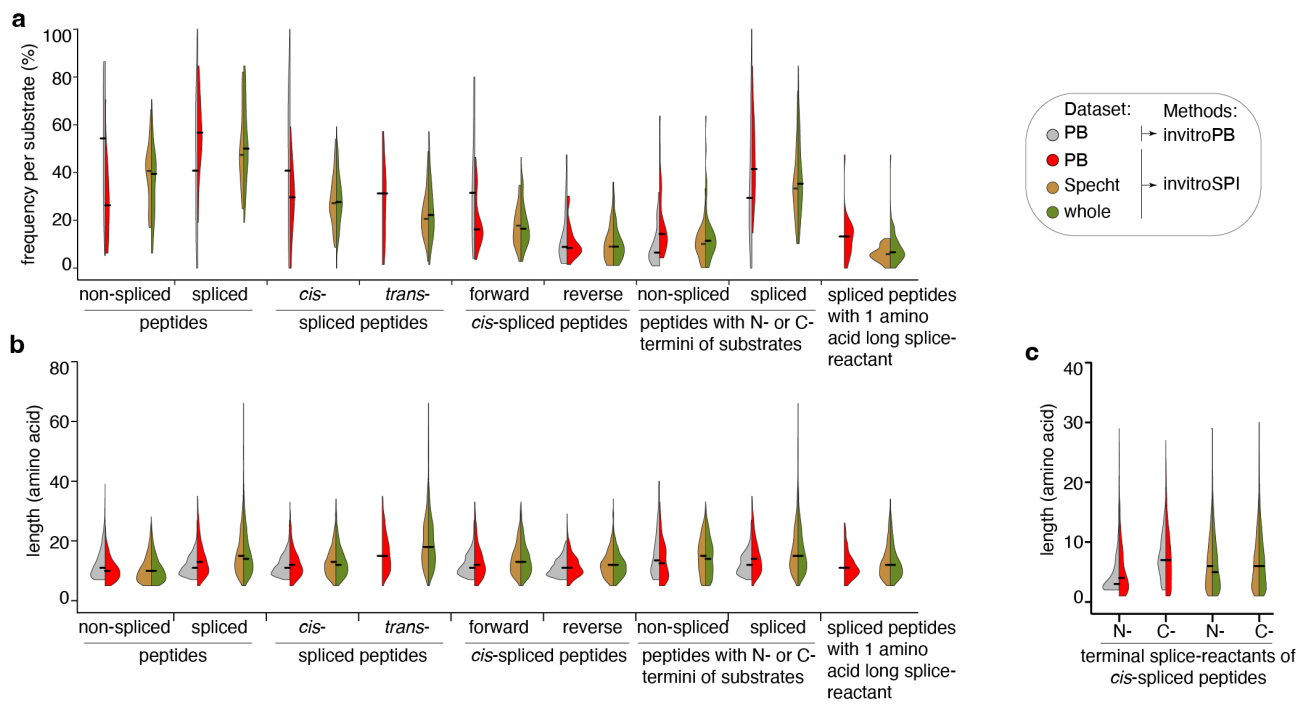 a
frequency per substrate (%)
100
80
60
40
20
0
non-spliced spliced cis- trans- forward reverse non-spliced spliced spliced peptides
peptides spliced peptides cis-spliced peptides peptides with N- or C- with 1 amino
termini of substrates acid long splice-
reactant
Dataset: Methods:
PB invitroPB
PB
Specht invitroSPI
whole
b
length (amino acid)
80
60
40
20
0
non-spliced spliced cis- trans- forward reverse non-spliced spliced spliced peptides
peptides spliced peptides cis-spliced peptides peptides with N- or C- with 1 amino
termini of substrates acid long splice-
reactant
c
length (amino acid)
40
30
20
10
0
N- C- N- C-
terminal splice-reactants of
cis-spliced peptides